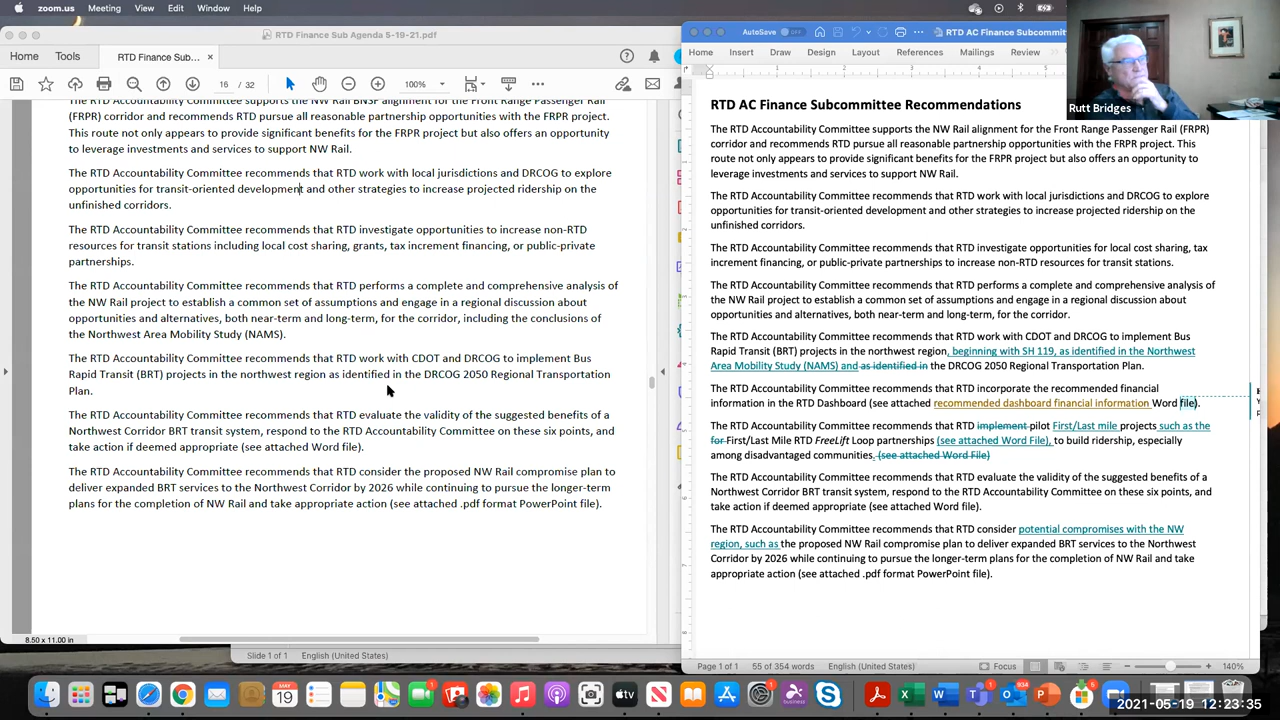 zoom.us Meeting View Edit Window Help
RTD Finance Sub Agenda 5-19-21.pdf
Home Tools RTD Finance Sub... ×
16 / 32 100%
The RTD Accountability Committee supports the NW Rail BNSF alignment for the Front Range Passenger Rail
(FRPR) corridor and recommends RTD pursue all reasonable partnership opportunities with the FRPR project.
This route not only appears to provide significant benefits for the FRPR project but also offers an opportunity
to leverage investments and services to support NW Rail.
The RTD Accountability Committee recommends that RTD work with local jurisdictions and DRCOG to explore
opportunities for transit-oriented development and other strategies to increase projected ridership on the
unfinished corridors.
The RTD Accountability Committee recommends that RTD investigate opportunities to increase non-RTD
resources for transit stations including local cost sharing, grants, tax increment financing, or public-private
partnerships.
The RTD Accountability Committee recommends that RTD performs a complete and comprehensive analysis of
the NW Rail project to establish a common set of assumptions and engage in a regional discussion about
opportunities and alternatives, both near-term and long-term, for the corridor, including the conclusions of
the Northwest Area Mobility Study (NAMS).
The RTD Accountability Committee recommends that RTD work with CDOT and DRCOG to implement Bus
Rapid Transit (BRT) projects in the northwest region as identified in the DRCOG 2050 Regional Transportation
Plan.
The RTD Accountability Committee recommends that RTD evaluate the validity of the suggested benefits of a
Northwest Corridor BRT transit system, respond to the RTD Accountability Committee on these six points, and
take action if deemed appropriate (see attached Word file).
The RTD Accountability Committee recommends that RTD consider the proposed NW Rail compromise plan to
deliver expanded BRT services to the Northwest Corridor by 2026 while continuing to pursue the longer-term
plans for the completion of NW Rail and take appropriate action (see attached .pdf format PowerPoint file).
8.50 x 11.00 in
Slide 1 of 1 English (United States)
AutoSave OFF RTD AC Finance Subcommitt
Home Insert Draw Design Layout References Mailings Review
1 2 3 4 5
RTD AC Finance Subcommittee Recommendations
The RTD Accountability Committee supports the NW Rail alignment for the Front Range Passenger Rail (FRPR)
corridor and recommends RTD pursue all reasonable partnership opportunities with the FRPR project. This
route not only appears to provide significant benefits for the FRPR project but also offers an opportunity to
leverage investments and services to support NW Rail.
The RTD Accountability Committee recommends that RTD work with local jurisdictions and DRCOG to explore
opportunities for transit-oriented development and other strategies to increase projected ridership on the
unfinished corridors.
The RTD Accountability Committee recommends that RTD investigate opportunities for local cost sharing, tax
increment financing, or public-private partnerships to increase non-RTD resources for transit stations.
The RTD Accountability Committee recommends that RTD performs a complete and comprehensive analysis of
the NW Rail project to establish a common set of assumptions and engage in a regional discussion about
opportunities and alternatives, both near-term and long-term, for the corridor.
The RTD Accountability Committee recommends that RTD work with CDOT and DRCOG to implement Bus
Rapid Transit (BRT) projects in the northwest region, beginning with SH 119, as identified in the Northwest
Area Mobility Study (NAMS) and as identified in the DRCOG 2050 Regional Transportation Plan.
The RTD Accountability Committee recommends that RTD incorporate the recommended financial
information in the RTD Dashboard (see attached recommended dashboard financial information Word file).
The RTD Accountability Committee recommends that RTD implement pilot First/Last mile projects such as the
for First/Last Mile RTD FreeLift Loop partnerships (see attached Word File), to build ridership, especially
among disadvantaged communities. (see attached Word File)
The RTD Accountability Committee recommends that RTD evaluate the validity of the suggested benefits of a
Northwest Corridor BRT transit system, respond to the RTD Accountability Committee on these six points, and
take action if deemed appropriate (see attached Word file).
The RTD Accountability Committee recommends that RTD consider potential compromises with the NW
region, such as the proposed NW Rail compromise plan to deliver expanded BRT services to the Northwest
Corridor by 2026 while continuing to pursue the longer-term plans for the completion of NW Rail and take
appropriate action (see attached .pdf format PowerPoint file).
Page 1 of 1 55 of 354 words English (United States) Focus 140%
Rutt Bridges
MAY
19
2021-05-19 12:23:35